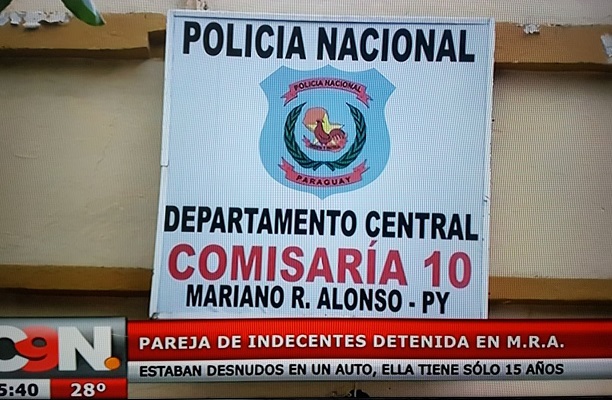 POLICIA NACIONAL
POLICIA NACIONAL
PARAGUAY
DEPARTAMENTO CENTRAL
COMISARÍA 10
MARIANO R. ALONSO - PY
C9N.
PAREJA DE INDECENTES DETENIDA EN M.R.A.
ESTABAN DESNUDOS EN UN AUTO, ELLA TIENE SÓLO 15 AÑOS
5:40 28º